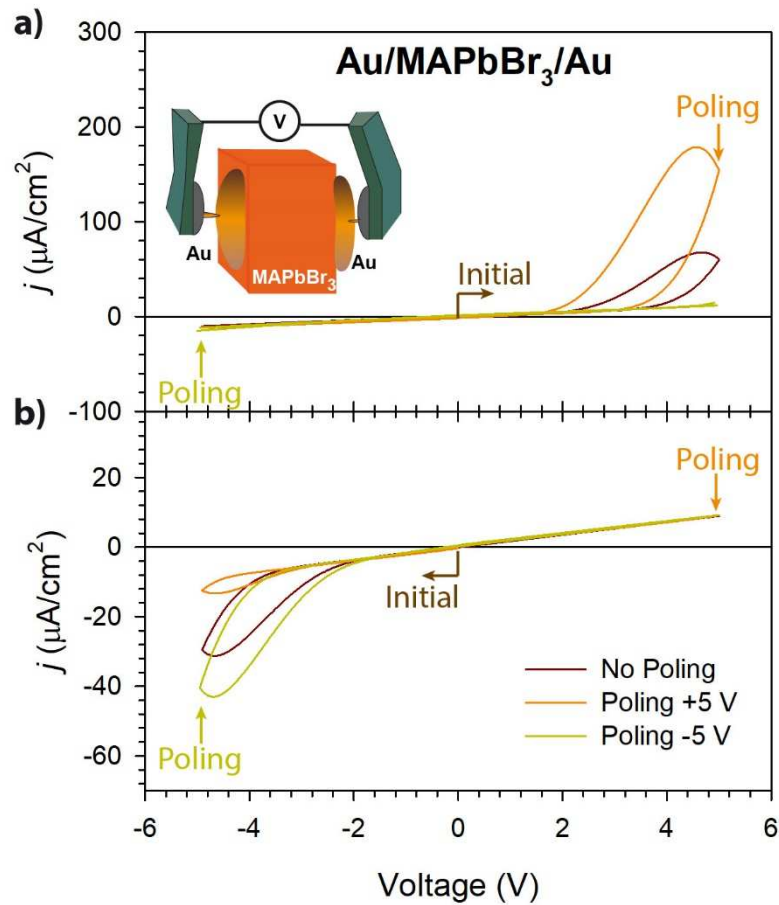 a)
Au/MAPbBr₃/Au
300
200
100
0
-100
j (µA/cm²)
V
Au
MAPbBr₃
Au
Poling
Initial
Poling
b)
20
0
-20
-40
-60
j (µA/cm²)
Poling
Initial
Poling
No Poling
Poling +5 V
Poling -5 V
-6 -4 -2 0 2 4 6
Voltage (V)